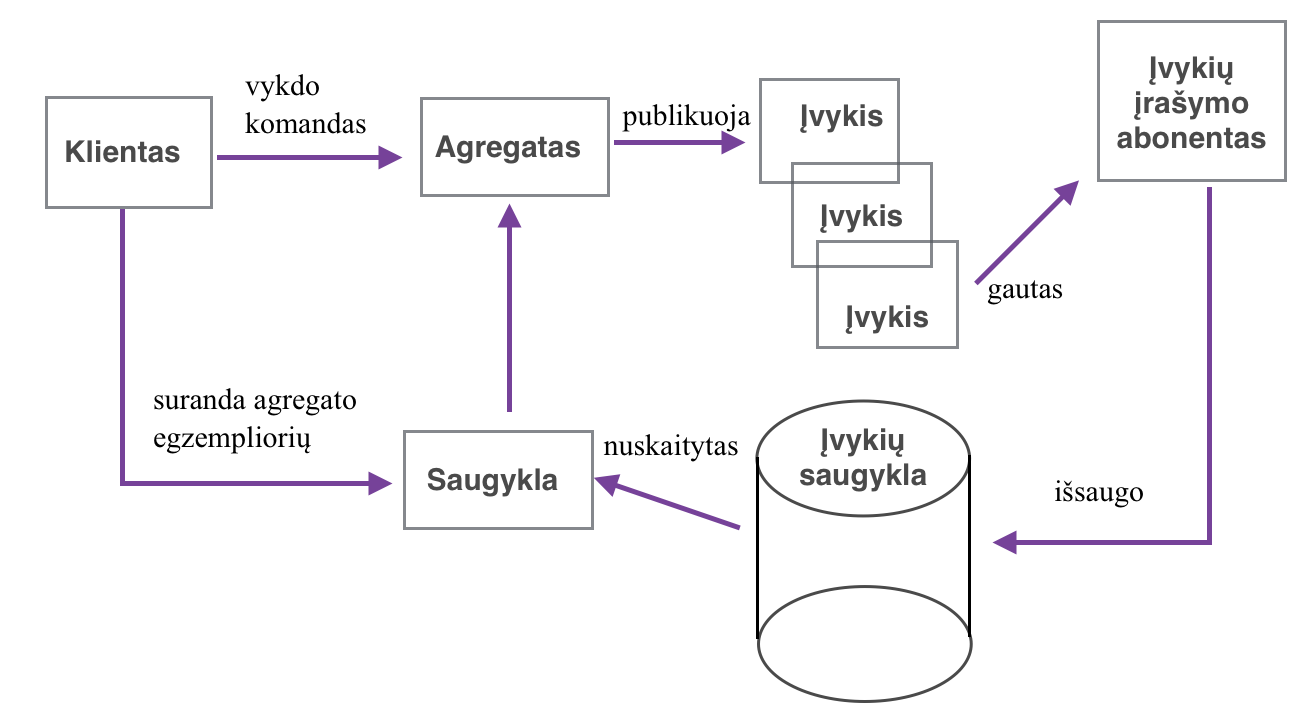 vykdo
komandas
Klientas
Agregatas
publikuoja
Įvykis
Įvykis
Įvykis
Įvykių
įrašymo
abonentas
gautas
suranda agregato
egzempliorių
Saugykla
nuskaitytas
Įvykių
saugykla
išsaugo